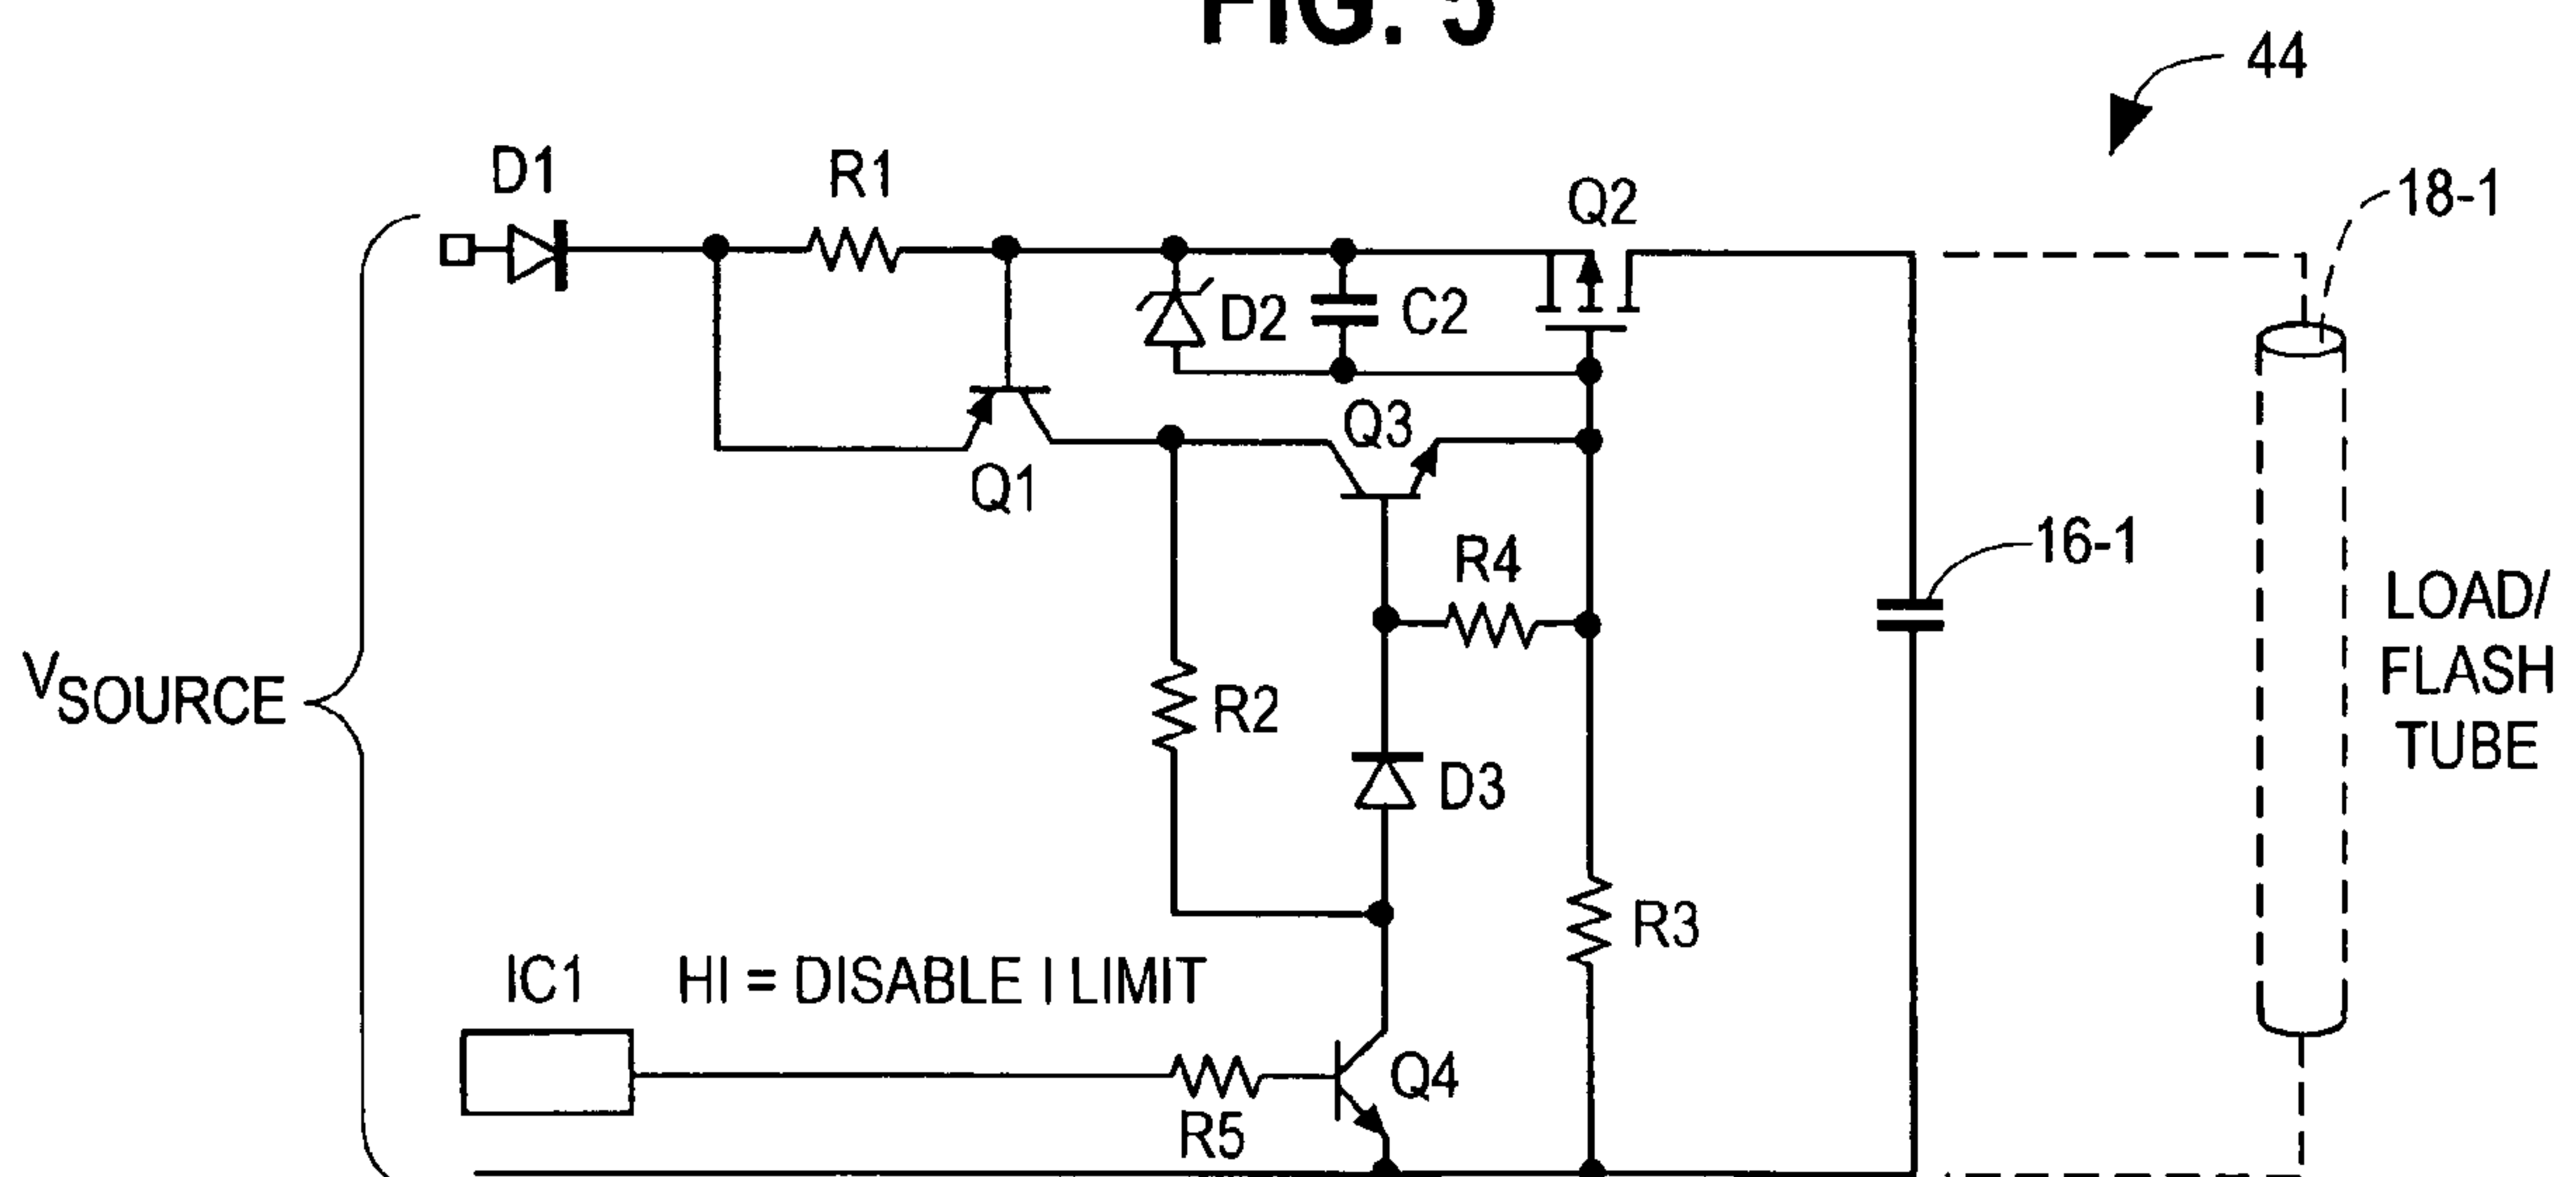 FIG. 5
44
D1
R1
Q2
18-1
D2
C2
Q3
Q1
R4
16-1
LOAD/
FLASH
TUBE
VSOURCE
R2
D3
R3
IC1
HI = DISABLE I LIMIT
Q4
R5